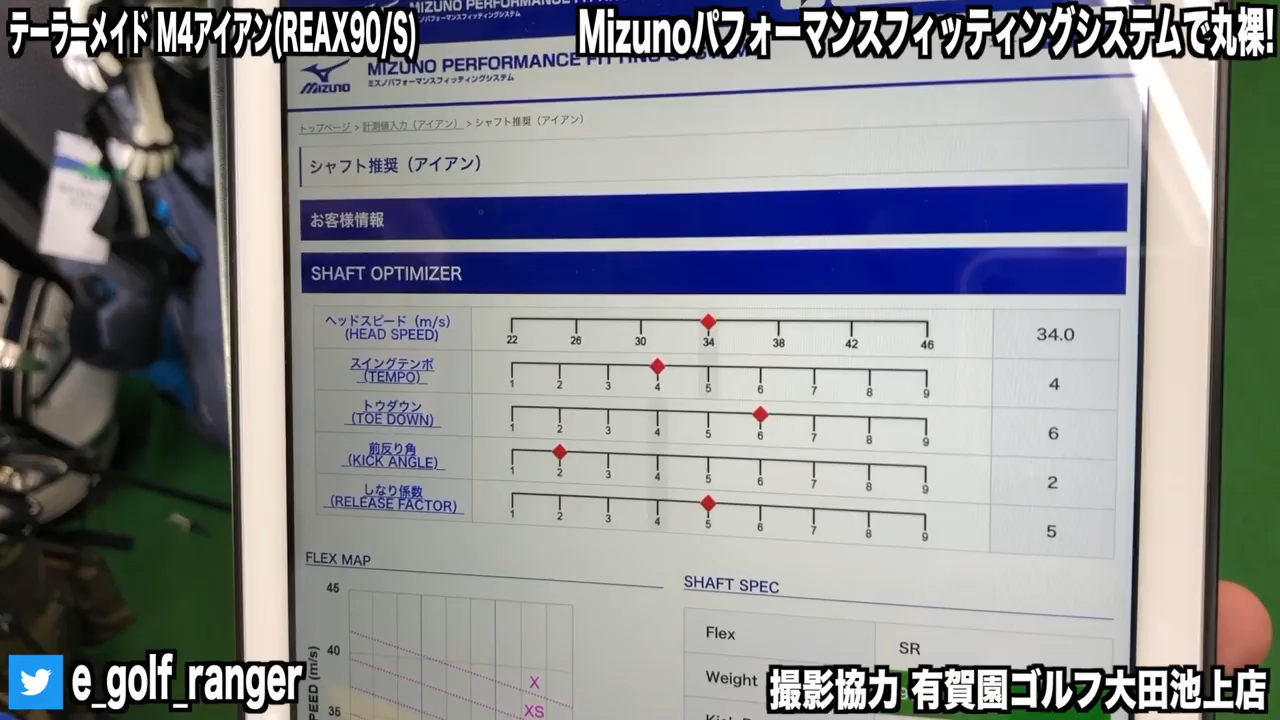 テーラーメイド M4アイアン(REAX90/S)
Mizunoパフォーマンスフィッティングシステムで丸裸!
MIZUNO PERFORMANCE
MIZUNO
MIZUNO PERFORMANCE FITTING SYSTEM
ミズノパフォーマンスフィッティングシステム
トップページ > 計測値入力（アイアン） > シャフト推奨（アイアン）
シャフト推奨（アイアン）
お客様情報
SHAFT OPTIMIZER
ヘッドスピード（m/s）
(HEAD SPEED)
22 26 30 34 38 42 46
34.0
スイングテンポ
(TEMPO)
1 2 3 4 5 6 7 8 9
4
トウダウン
(TOE DOWN)
1 2 3 4 5 6 7 8 9
6
前反り角
(KICK ANGLE)
1 2 3 4 5 6 7 8 9
2
しなり係数
(RELEASE FACTOR)
1 2 3 4 5 6 7 8 9
5
FLEX MAP
45
40
35
X
XS
SPEED (m/s)
SHAFT SPEC
Flex
SR
Weight
e_golf_ranger
撮影協力 有賀園ゴルフ大田池上店